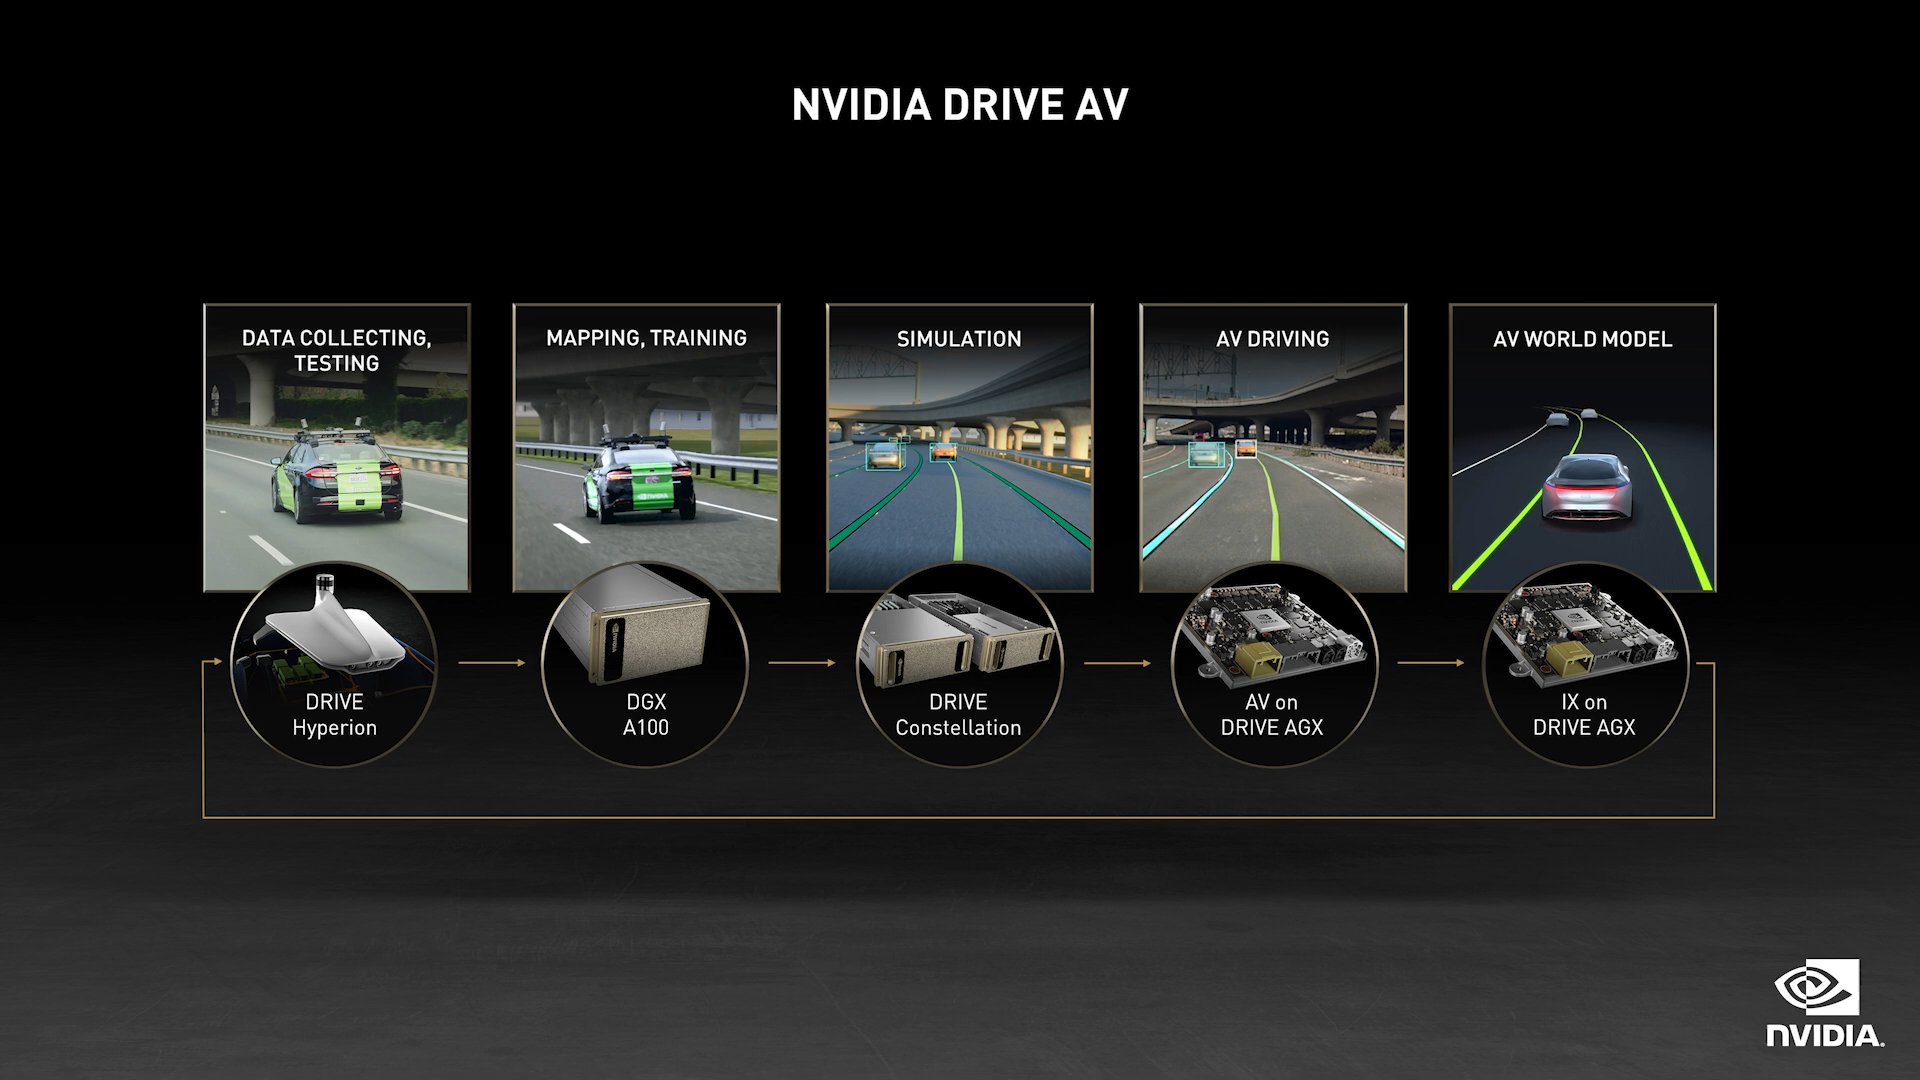 NVIDIA DRIVE AV
DATA COLLECTING,
TESTING
MAPPING, TRAINING
SIMULATION
AV DRIVING
AV WORLD MODEL
DRIVE
Hyperion
DGX
A100
DRIVE
Constellation
AV on
DRIVE AGX
IX on
DRIVE AGX
NVIDIA.